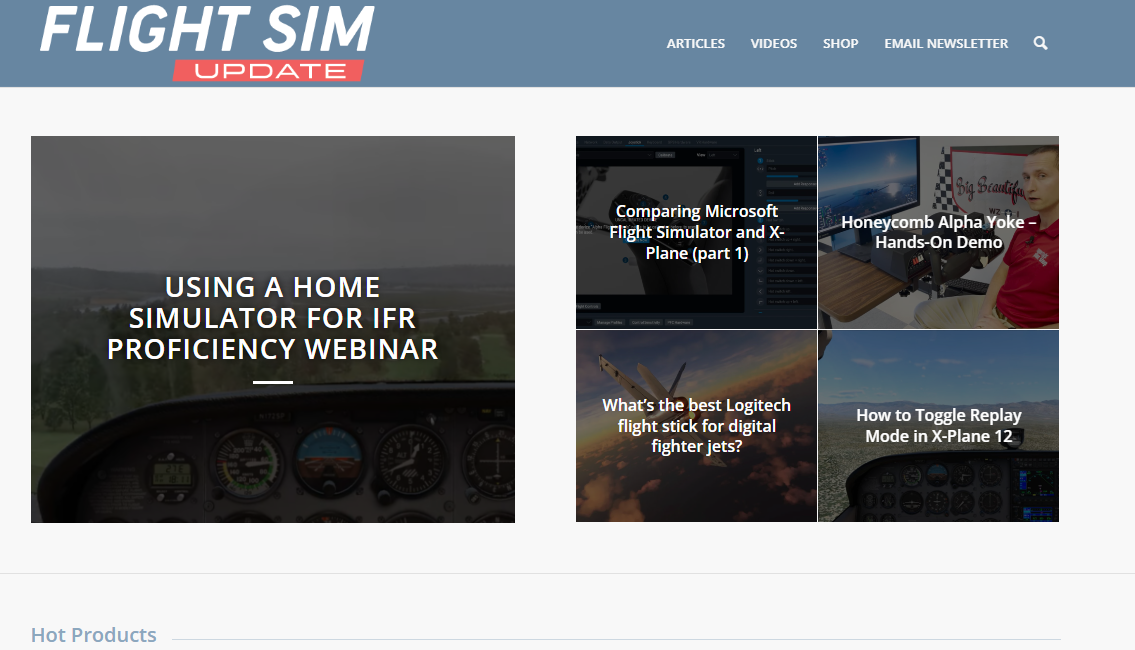 FLIGHT SIM
UPDATE
ARTICLES
VIDEOS
SHOP
EMAIL NEWSLETTER
USING A HOME
SIMULATOR FOR IFR
PROFICIENCY WEBINAR
Comparing Microsoft
Flight Simulator and X-
Plane (part 1)
Big Beautiful
Honeycomb Alpha Yoke –
Hands-On Demo
What's the best Logitech
flight stick for digital
fighter jets?
How to Toggle Replay
Mode in X-Plane 12
Hot Products